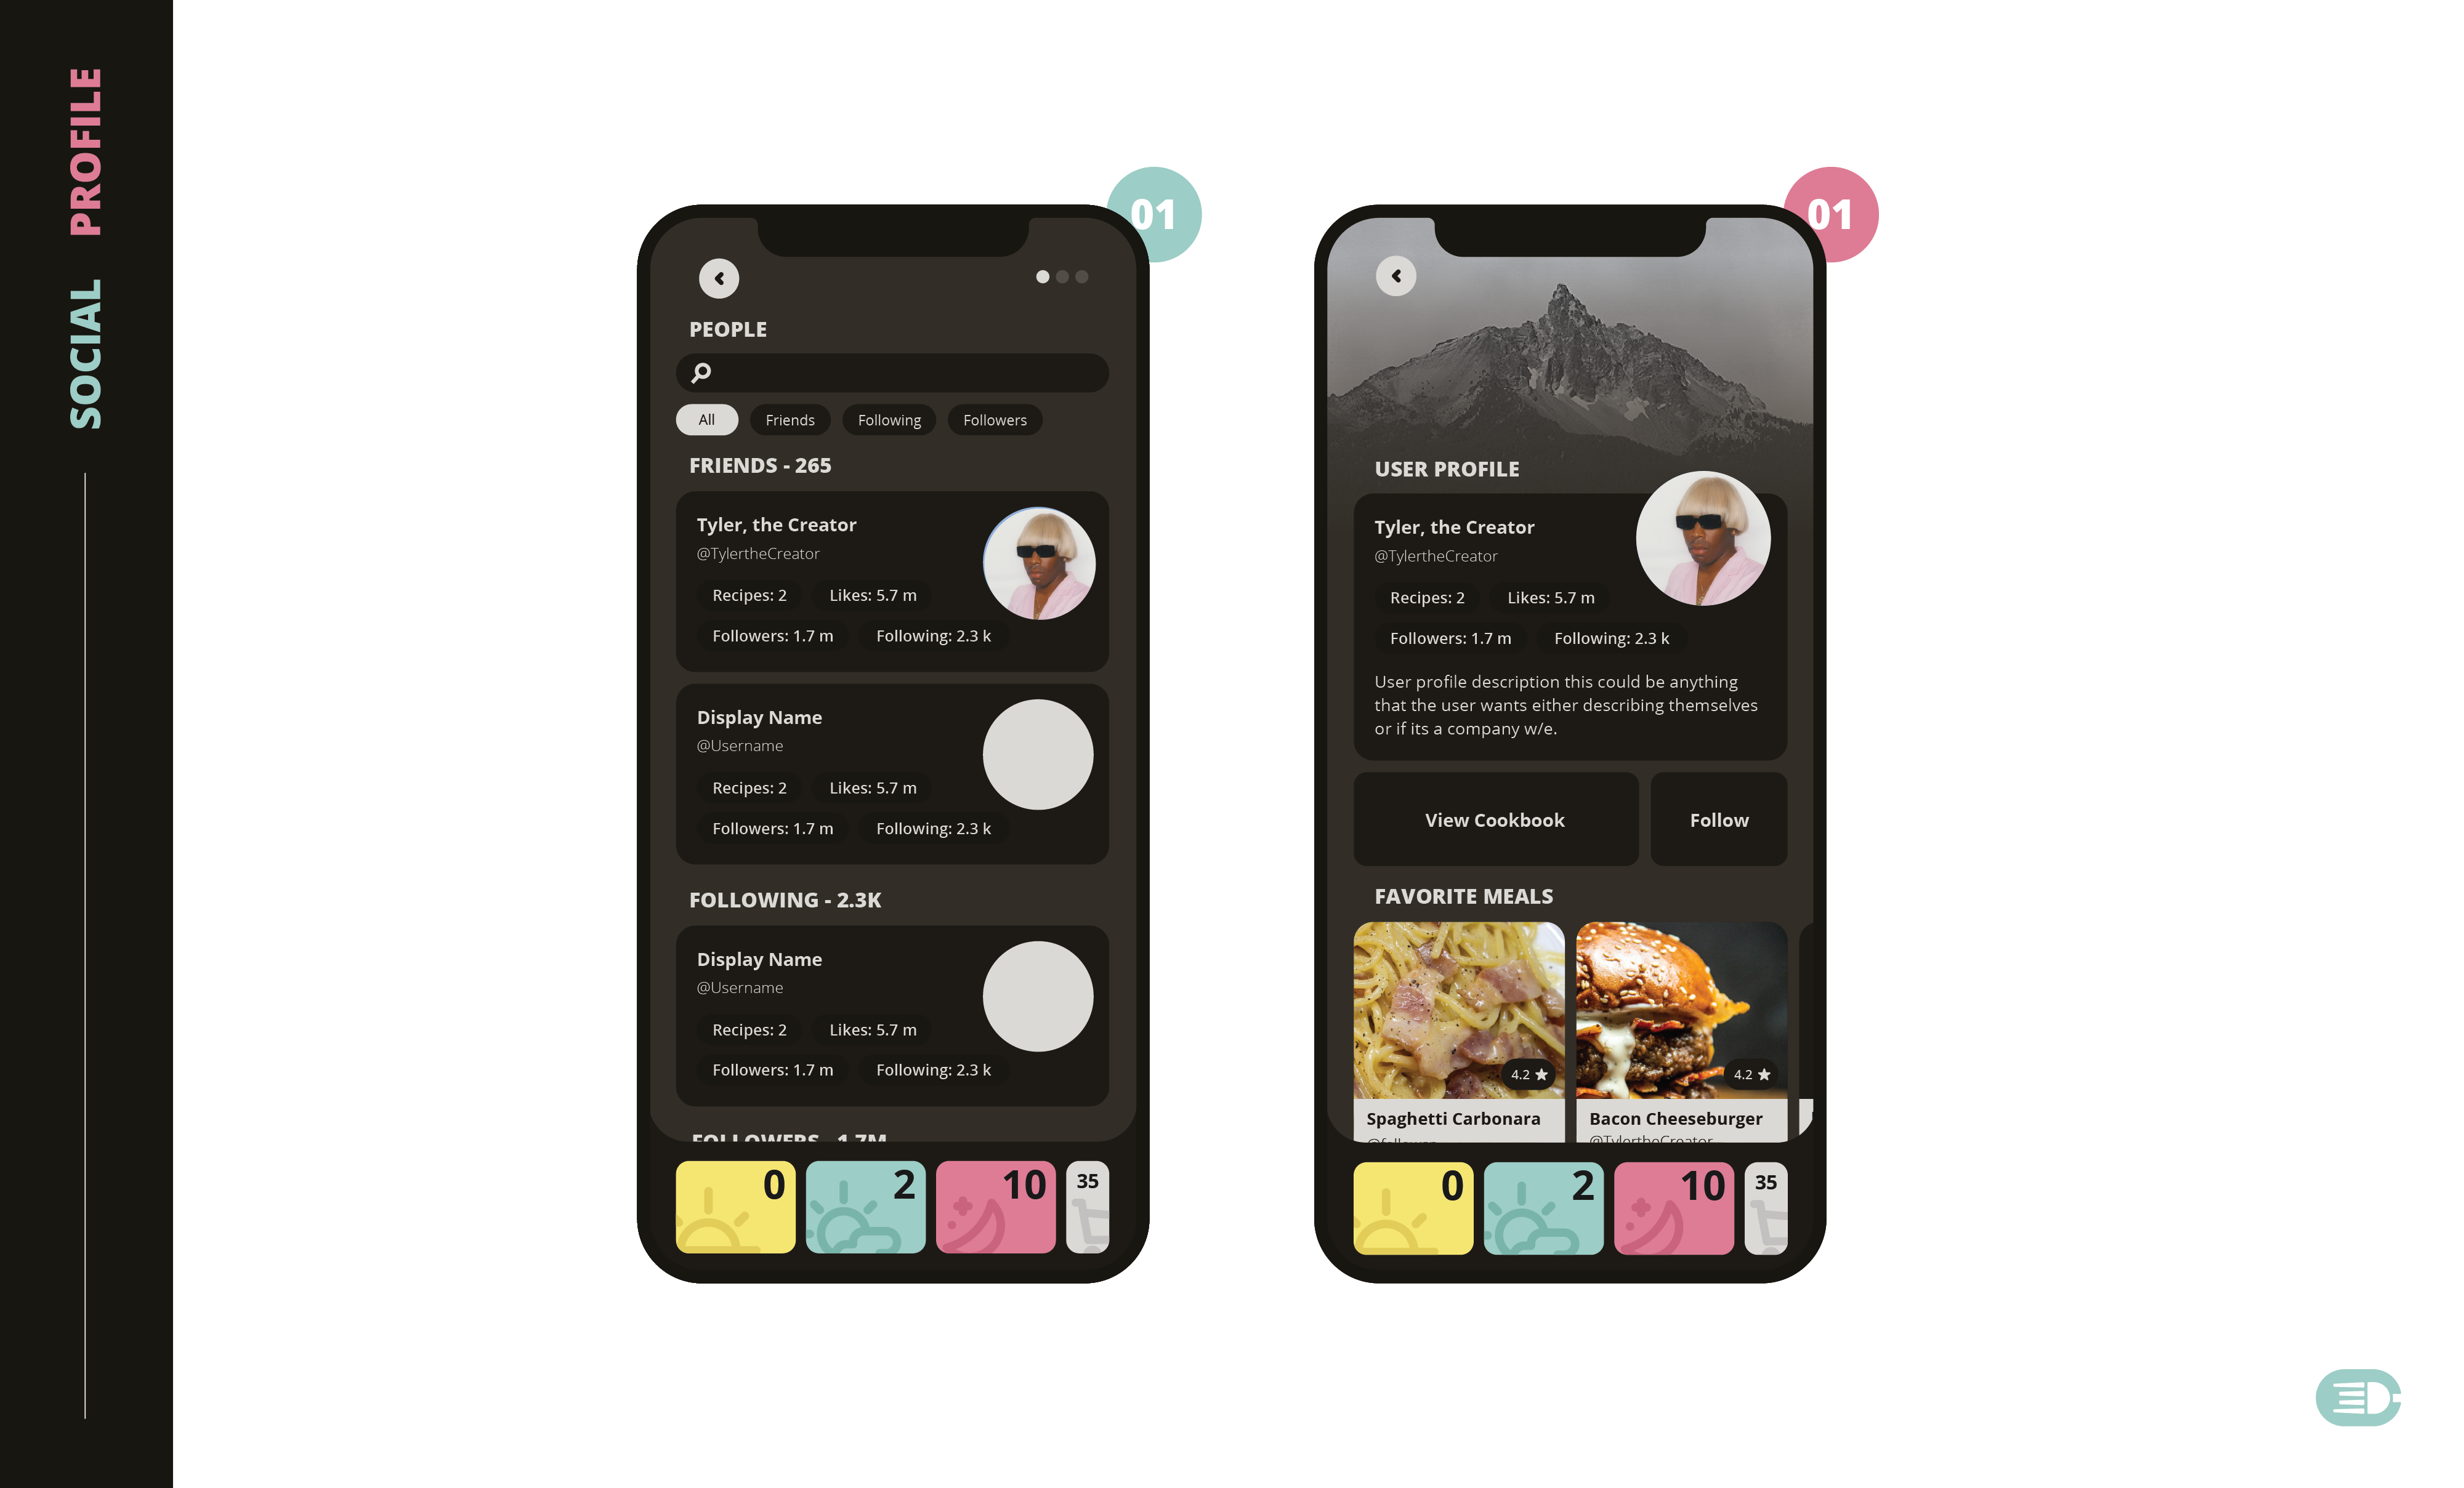 SOCIAL PROFILE
01
PEOPLE
All Friends Following Followers
FRIENDS - 265
Tyler, the Creator
@TylertheCreator
Recipes: 2 Likes: 5.7 m
Followers: 1.7 m Following: 2.3 k
Display Name
@Username
Recipes: 2 Likes: 5.7 m
Followers: 1.7 m Following: 2.3 k
FOLLOWING - 2.3K
Display Name
@Username
Recipes: 2 Likes: 5.7 m
Followers: 1.7 m Following: 2.3 k
FOLLOWERS - 1.7M
0 2 10 35
01
USER PROFILE
Tyler, the Creator
@TylertheCreator
Recipes: 2 Likes: 5.7 m
Followers: 1.7 m Following: 2.3 k
User profile description this could be anything
that the user wants either describing themselves
or if its a company w/e.
View Cookbook Follow
FAVORITE MEALS
4.2 4.2
Spaghetti Carbonara Bacon Cheeseburger
@TylertheCreator
0 2 10 35